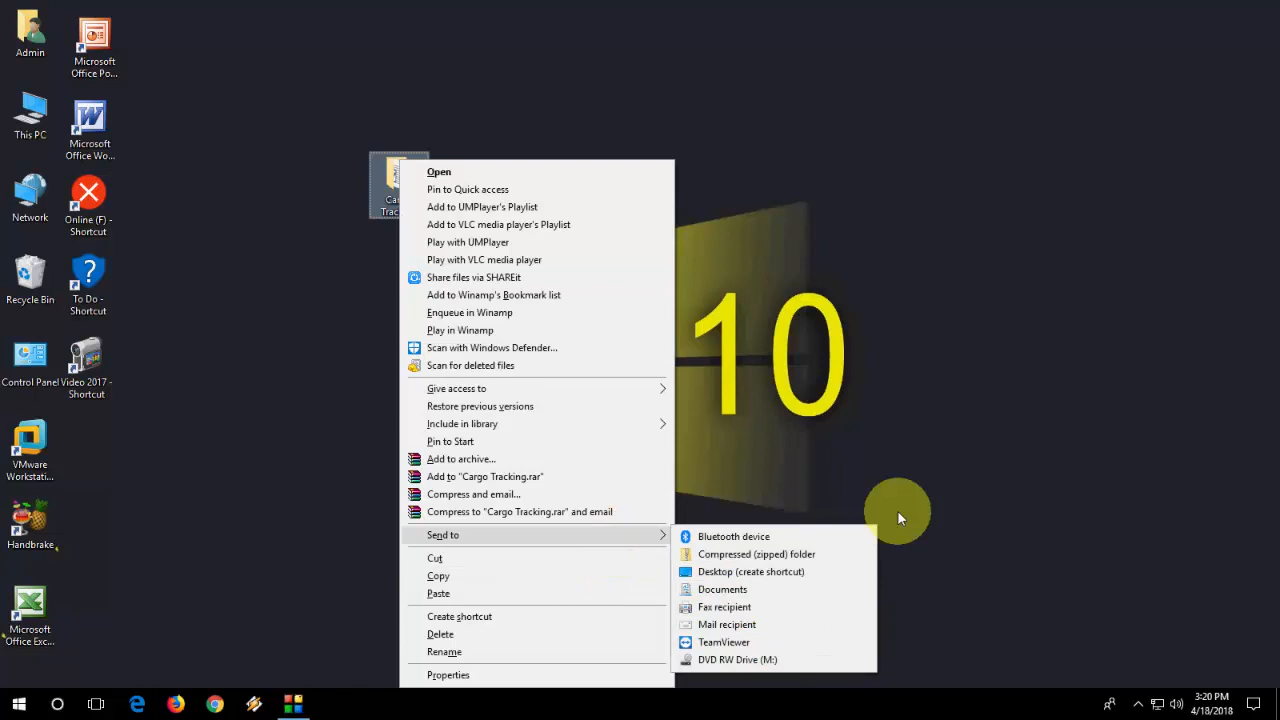 Admin
Microsoft
Office Po...
This PC
Microsoft
Office Wo...
Network
Online (F) -
Shortcut
Recycle Bin
To Do -
Shortcut
Control Panel
Video 2017 -
Shortcut
VMware
Workstati...
Handbrake
Microsoft
Office Exc...
Open
Pin to Quick access
Add to UMPlayer's Playlist
Add to VLC media player's Playlist
Play with UMPlayer
Play with VLC media player
Share files via SHAREit
Add to Winamp's Bookmark list
Enqueue in Winamp
Play in Winamp
Scan with Windows Defender...
Scan for deleted files
Give access to
Restore previous versions
Include in library
Pin to Start
Add to archive...
Add to "Cargo Tracking.rar"
Compress and email...
Compress to "Cargo Tracking.rar" and email
Send to
Cut
Copy
Paste
Create shortcut
Delete
Rename
Properties
Bluetooth device
Compressed (zipped) folder
Desktop (create shortcut)
Documents
Fax recipient
Mail recipient
TeamViewer
DVD RW Drive (M:)
10
3:20 PM
4/18/2018